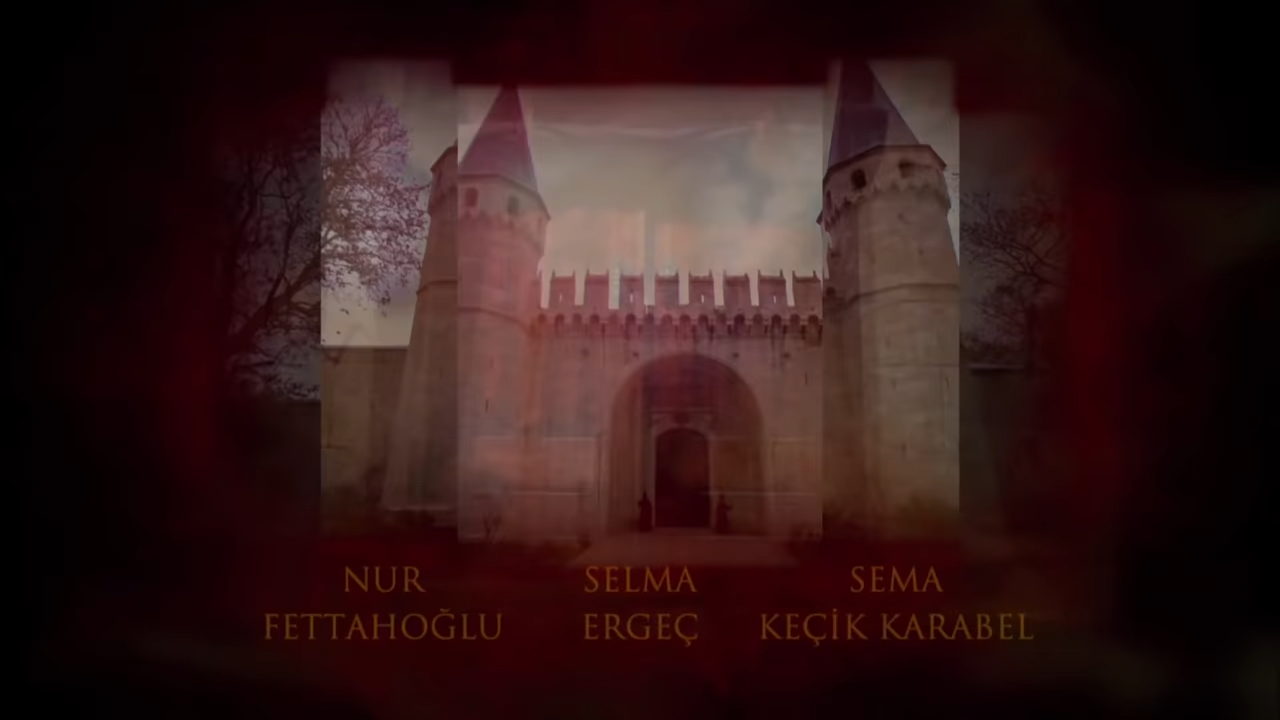 NUR
FETTAHOĞLU
SELMA
ERGEÇ
SEMA
KEÇİK KARABEL